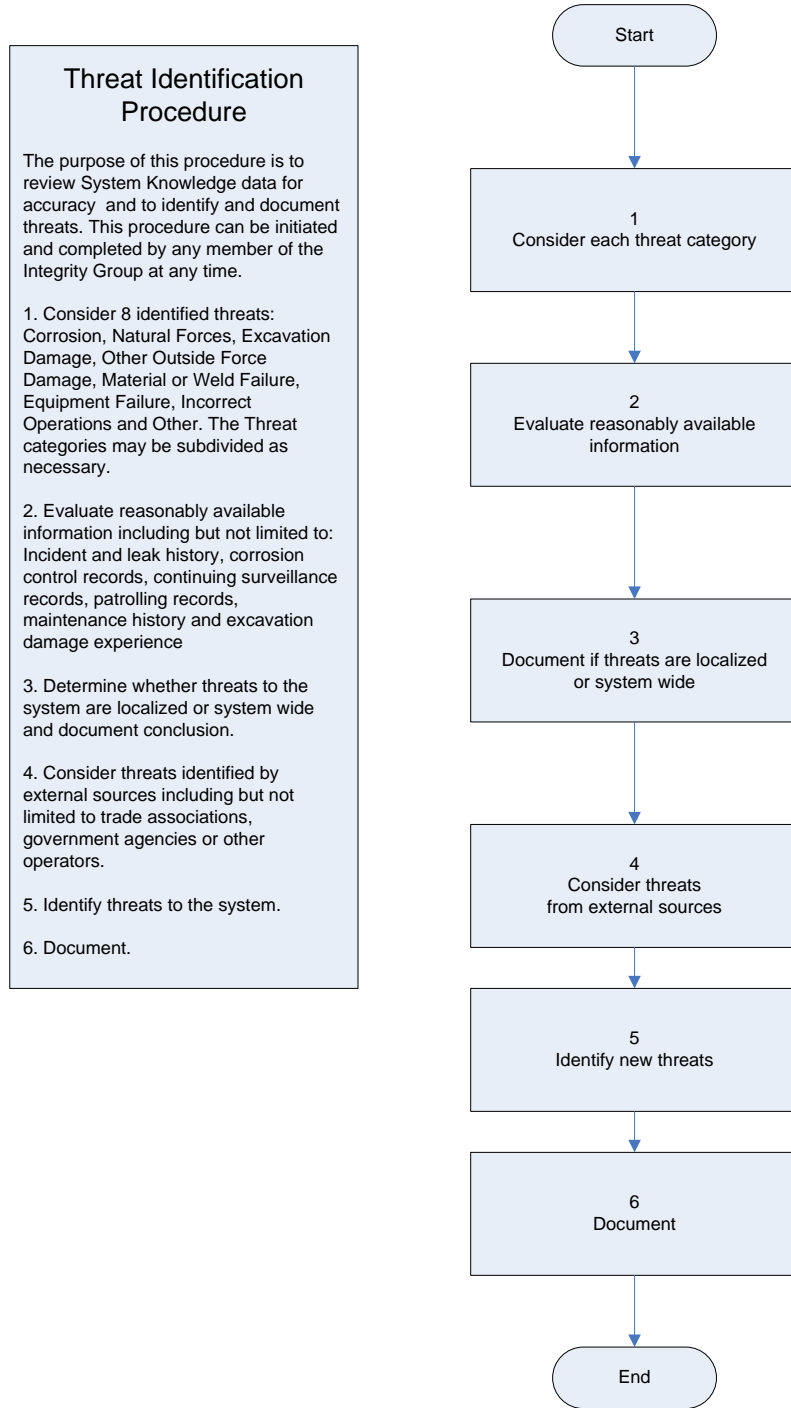 Threat Identification
Procedure
The purpose of this procedure is to
review System Knowledge data for
accuracy  and to identify and document
threats. This procedure can be initiated
and completed by any member of the
Integrity Group at any time.
1. Consider 8 identified threats:
Corrosion, Natural Forces, Excavation
Damage, Other Outside Force
Damage, Material or Weld Failure,
Equipment Failure, Incorrect
Operations and Other. The Threat
categories may be subdivided as
necessary.
2. Evaluate reasonably available
information including but not limited to:
Incident and leak history, corrosion
control records, continuing surveillance
records, patrolling records,
maintenance history and excavation
damage experience
3. Determine whether threats to the
system are localized or system wide
and document conclusion.
4. Consider threats identified by
external sources including but not
limited to trade associations,
government agencies or other
operators.
5. Identify threats to the system.
6. Document.
Start
1
Consider each threat category
2
Evaluate reasonably available
information
3
Document if threats are localized
or system wide
4
Consider threats
from external sources
5
Identify new threats
6
Document
End